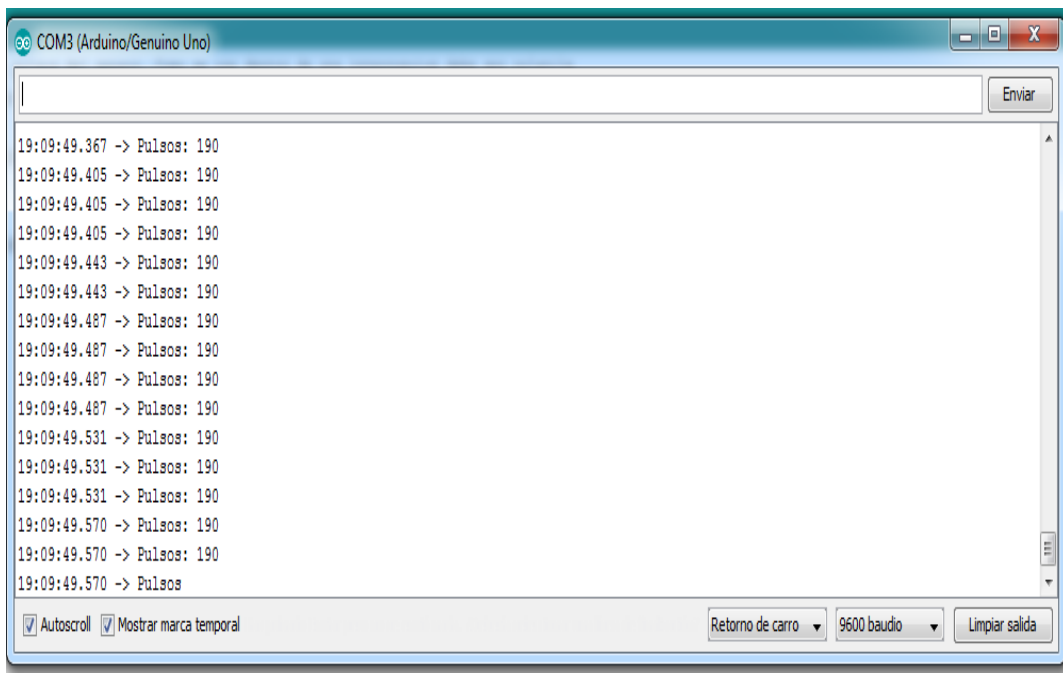 COM3 (Arduino/Genuino Uno)
Enviar
19:09:49.367 -> Pulsos: 190
19:09:49.405 -> Pulsos: 190
19:09:49.405 -> Pulsos: 190
19:09:49.405 -> Pulsos: 190
19:09:49.443 -> Pulsos: 190
19:09:49.443 -> Pulsos: 190
19:09:49.487 -> Pulsos: 190
19:09:49.487 -> Pulsos: 190
19:09:49.487 -> Pulsos: 190
19:09:49.487 -> Pulsos: 190
19:09:49.531 -> Pulsos: 190
19:09:49.531 -> Pulsos: 190
19:09:49.531 -> Pulsos: 190
19:09:49.570 -> Pulsos: 190
19:09:49.570 -> Pulsos: 190
19:09:49.570 -> Pulsos
Autoscroll Mostrar marca temporal Retorno de carro 9600 baudio Limpiar salida